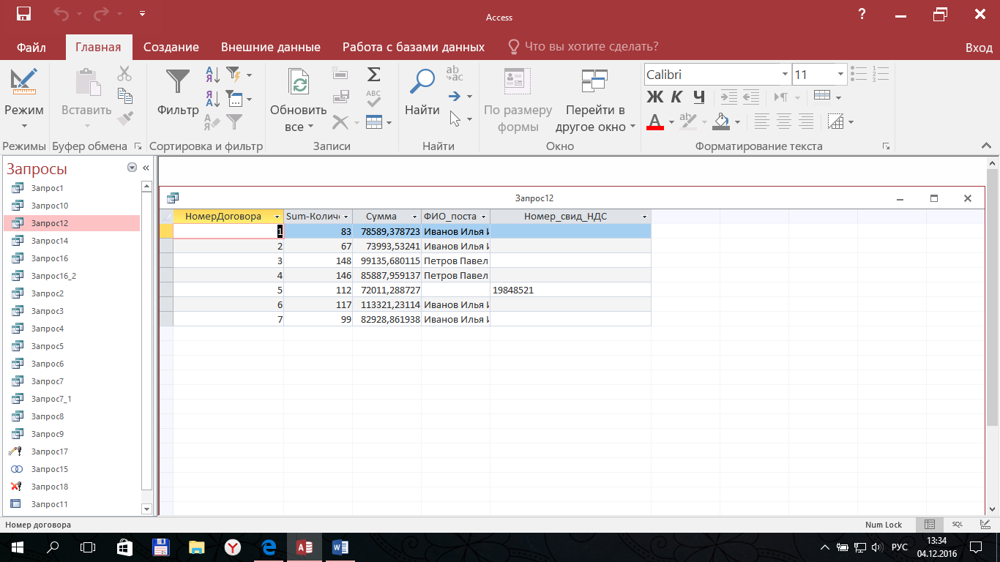 Access
?
Файл Главная Создание Внешние данные Работа с базами данных Что вы хотите сделать? Вход
Режим
Вставить
Фильтр
Обновить все
Найти
По размеру формы
Перейти в другое окно
Calibri 11
Ж К Ч
Режимы Буфер обмена Сортировка и фильтр Записи Найти Окно Форматирование текста
Запросы
Запрос1
Запрос10
Запрос12
Запрос14
Запрос16
Запрос16_2
Запрос2
Запрос3
Запрос4
Запрос5
Запрос6
Запрос7
Запрос7_1
Запрос8
Запрос9
Запрос17
Запрос15
Запрос18
Запрос11
Запрос12
НомерДоговора Sum-Количе Сумма ФИО_поста Номер_свид_НДС
1 83 78589,378723 Иванов Илья И
2 67 73993,53241 Иванов Илья И
3 148 99135,680115 Петров Павел
4 146 85887,959137 Петров Павел
5 112 72011,288727 19848521
6 117 113321,23114 Иванов Илья И
7 99 82928,861938 Иванов Илья И
Номер договора Num Lock SQL
РУС 13:34
04.12.2016